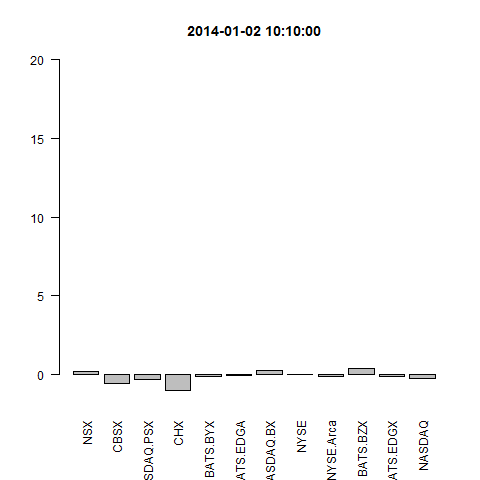 2014-01-02 10:10:00
20
15
10
5
0
NSX
CBSX
SDAQ.PSX
CHX
BATS.BYX
ATS.EDGA
ASDAQ.BX
NYSE
NYSE.Arca
BATS.BZX
ATS.EDGX
NASDAQ